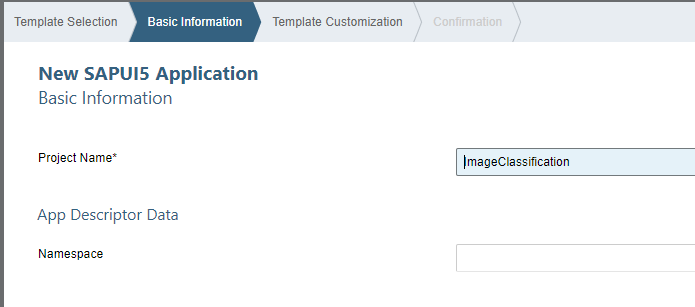 Template Selection
Basic Information
Template Customization
Confirmation
New SAPUI5 Application
Basic Information
Project Name*
ImageClassification
App Descriptor Data
Namespace